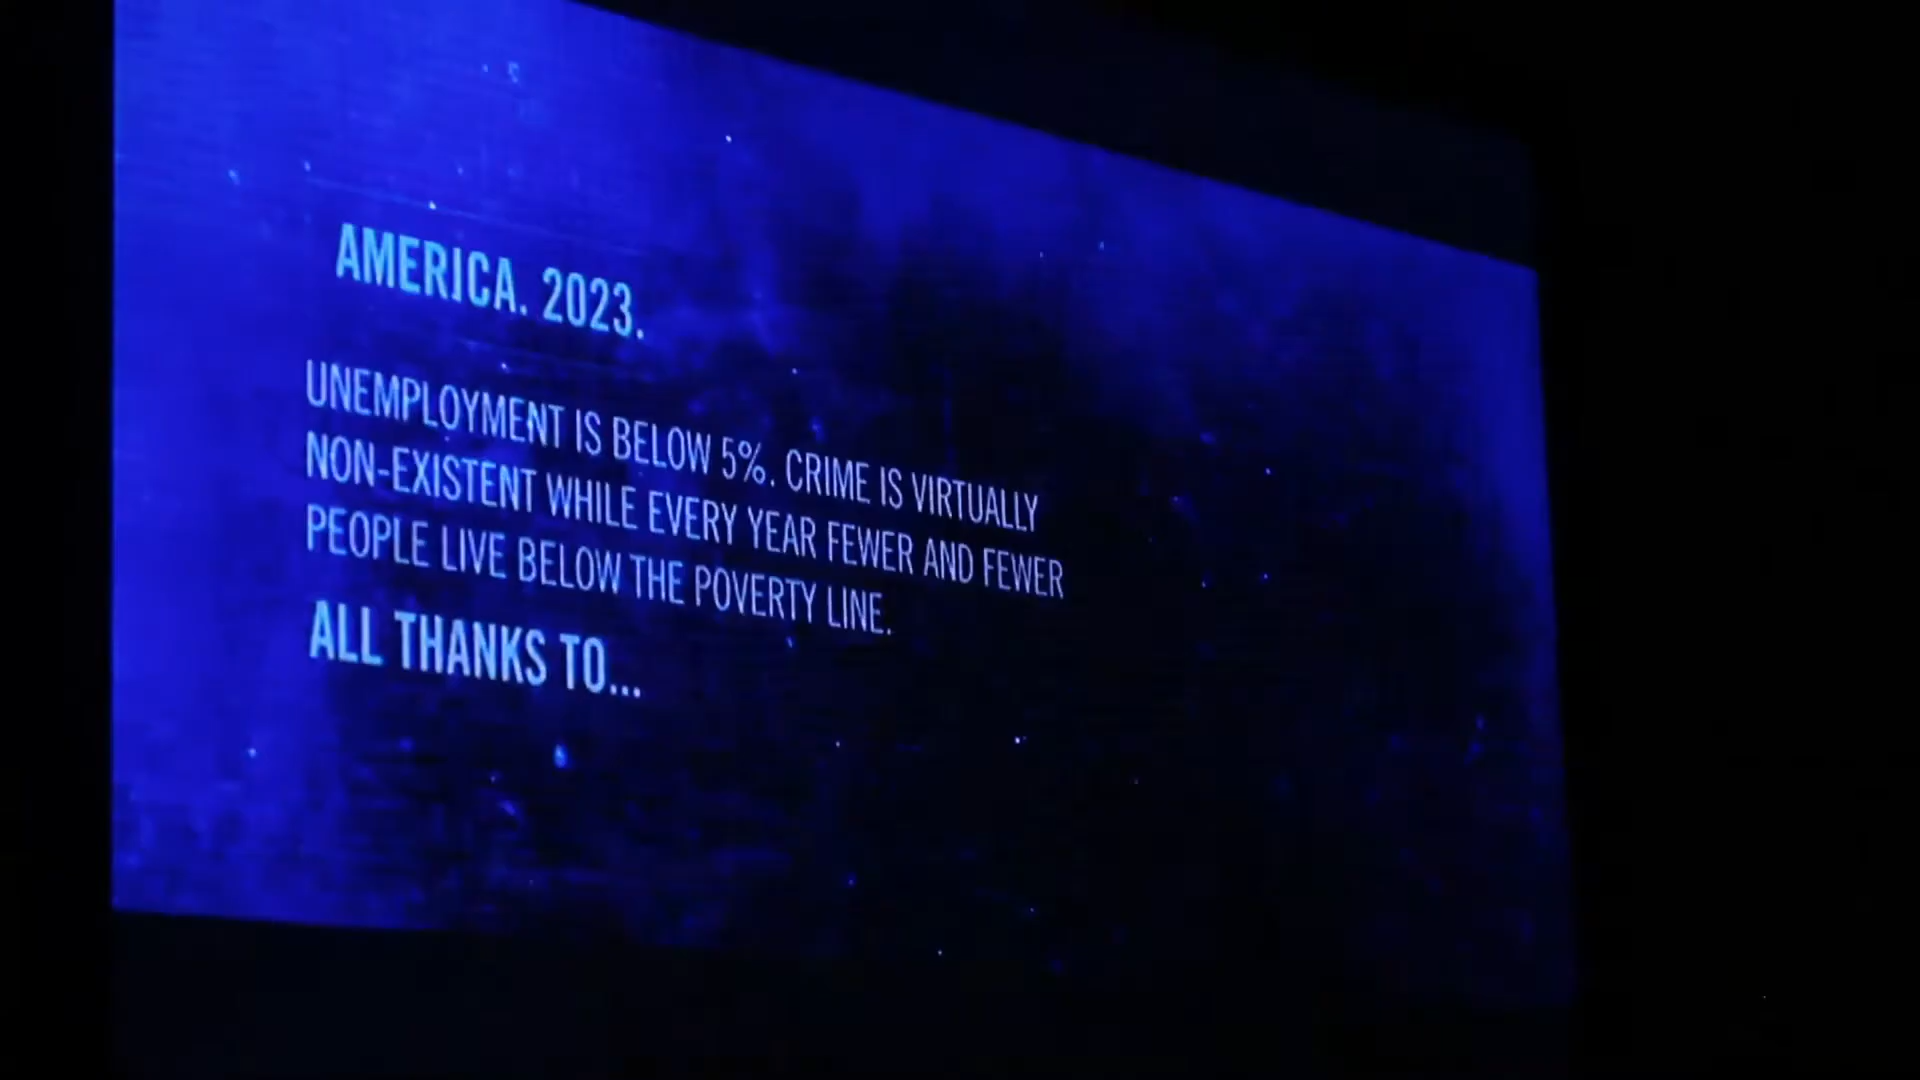 AMERICA. 2023.
UNEMPLOYMENT IS BELOW 5%. CRIME IS VIRTUALLY
NON-EXISTENT WHILE EVERY YEAR FEWER AND FEWER
PEOPLE LIVE BELOW THE POVERTY LINE.
ALL THANKS TO...